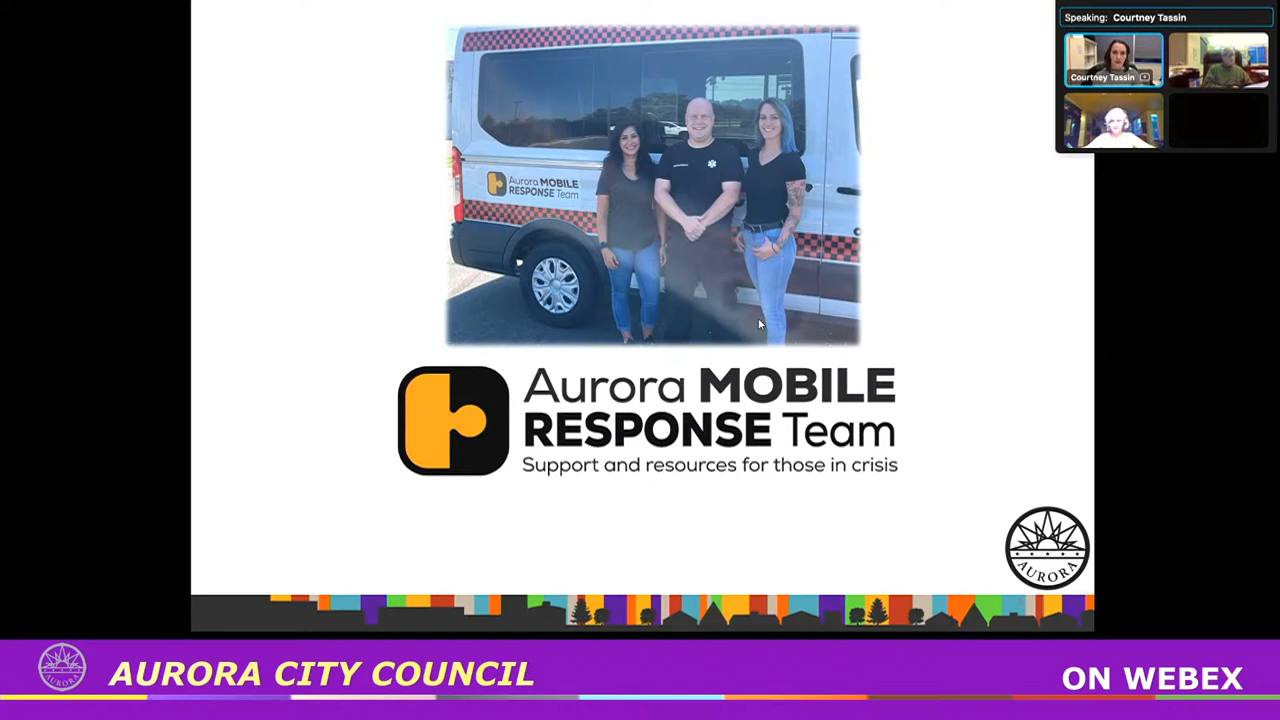 Speaking: Courtney Tassin
Courtney Tassin
Aurora MOBILE
RESPONSE Team
Aurora MOBILE
RESPONSE Team
Support and resources for those in crisis
AURORA
AURORA
AURORA CITY COUNCIL
ON WEBEX